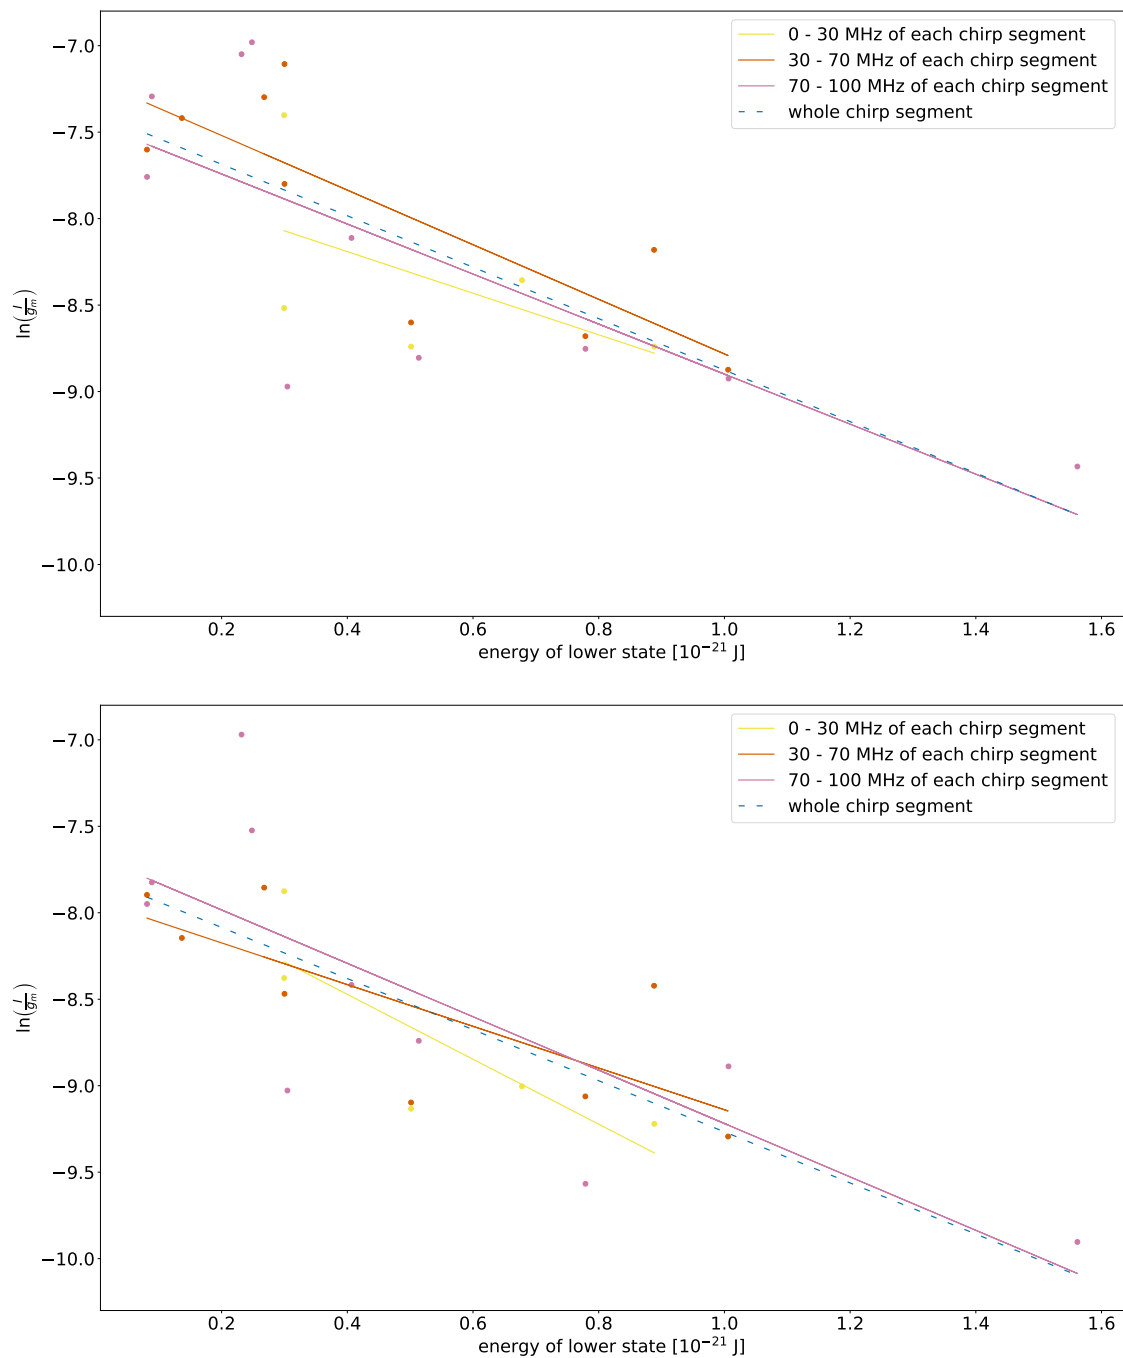 0 - 30 MHz of each chirp segment
30 - 70 MHz of each chirp segment
70 - 100 MHz of each chirp segment
whole chirp segment
−7.0
−7.5
−8.0
−8.5
−9.0
−9.5
−10.0
ln(I/g_m)
0.2 0.4 0.6 0.8 1.0 1.2 1.4 1.6
energy of lower state [10⁻²¹ J]
0 - 30 MHz of each chirp segment
30 - 70 MHz of each chirp segment
70 - 100 MHz of each chirp segment
whole chirp segment
−7.0
−7.5
−8.0
−8.5
−9.0
−9.5
−10.0
ln(I/g_m)
0.2 0.4 0.6 0.8 1.0 1.2 1.4 1.6
energy of lower state [10⁻²¹ J]